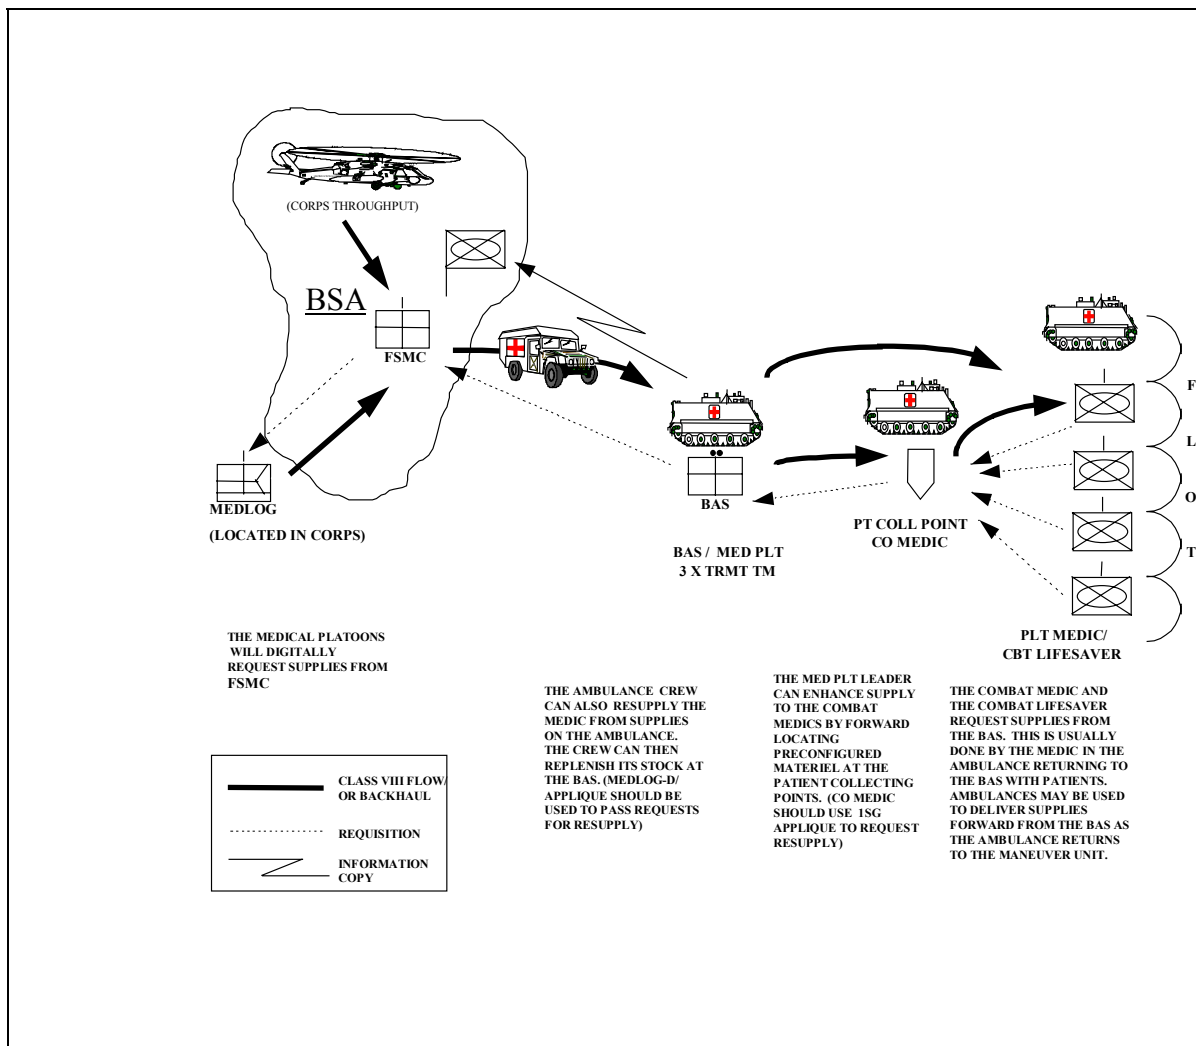 (CORPS THROUGHPUT)
BSA
FSMC
MEDLOG
(LOCATED IN CORPS)
BAS
BAS / MED PLT
3 X TRMT TM
PT COLL POINT
CO MEDIC
F
L
O
T
PLT MEDIC/
CBT LIFESAVER
THE MEDICAL PLATOONS
WILL DIGITALLY
REQUEST SUPPLIES FROM
FSMC
THE AMBULANCE CREW
CAN ALSO RESUPPLY THE
MEDIC FROM SUPPLIES
ON THE AMBULANCE.
THE CREW CAN THEN
REPLENISH ITS STOCK AT
THE BAS. (MEDLOG-D/
APPLIQUE SHOULD BE
USED TO PASS REQUESTS
FOR RESUPPLY)
THE MED PLT LEADER
CAN ENHANCE SUPPLY
TO THE COMBAT
MEDICS BY FORWARD
LOCATING
PRECONFIGURED
MATERIEL AT THE
PATIENT COLLECTING
POINTS. (CO MEDIC
SHOULD USE 1SG
APPLIQUE TO REQUEST
RESUPPLY)
THE COMBAT MEDIC AND
THE COMBAT LIFESAVER
REQUEST SUPPLIES FROM
THE BAS. THIS IS USUALLY
DONE BY THE MEDIC IN THE
AMBULANCE RETURNING TO
THE BAS WITH PATIENTS.
AMBULANCES MAY BE USED
TO DELIVER SUPPLIES
FORWARD FROM THE BAS AS
THE AMBULANCE RETURNS
TO THE MANEUVER UNIT.
CLASS VIII FLOW/
OR BACKHAUL
REQUISITION
INFORMATION
COPY